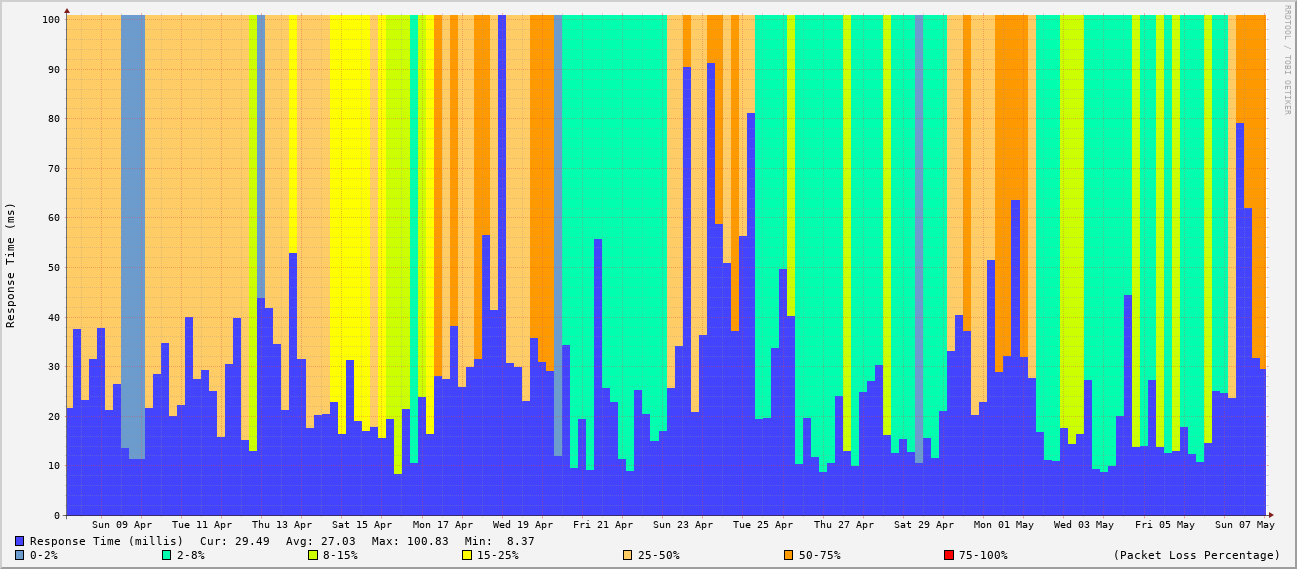 RRDTOOL / TOBI OETIKER
Response Time (ms)
100
90
80
70
60
50
40
30
20
10
0
Sun 09 Apr Tue 11 Apr Thu 13 Apr Sat 15 Apr Mon 17 Apr Wed 19 Apr Fri 21 Apr Sun 23 Apr Tue 25 Apr Thu 27 Apr Sat 29 Apr Mon 01 May Wed 03 May Fri 05 May Sun 07 May
Response Time (millis) Cur: 29.49 Avg: 27.03 Max: 100.83 Min: 8.37
0-2% 2-8% 8-15% 15-25% 25-50% 50-75% 75-100% (Packet Loss Percentage)